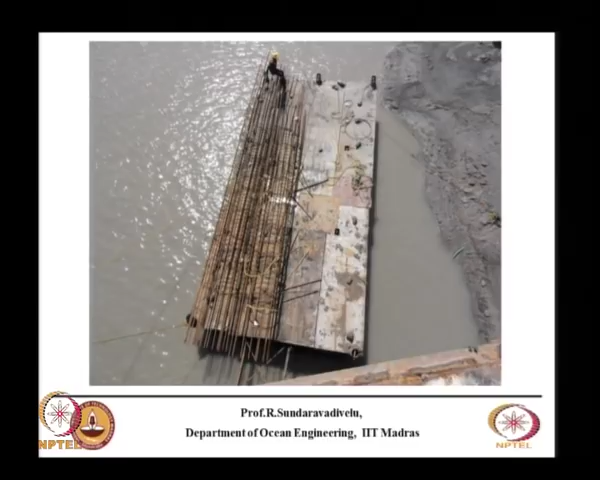 Prof.R.Sundaravadivelu,
Department of Ocean Engineering,  IIT Madras
NPTEL
NPTEL